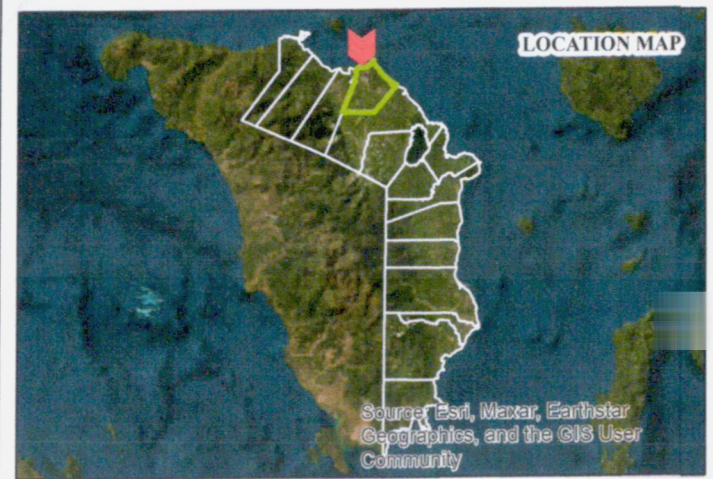 LOCATION MAP
Source: Esri, Maxar, Earthstar
Geographics, and the GIS User
Community